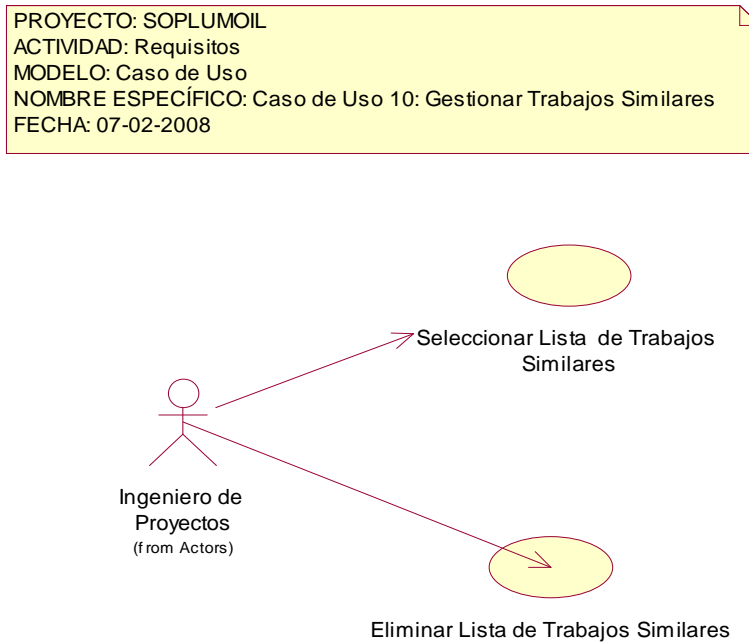 PROYECTO: SOPLUMOIL
ACTIVIDAD: Requisitos
MODELO: Caso de Uso
NOMBRE ESPECÍFICO: Caso de Uso 10: Gestionar Trabajos Similares
FECHA: 07-02-2008
Seleccionar Lista de Trabajos
Similares
Ingeniero de
Proyectos
(from Actors)
Eliminar Lista de Trabajos Similares